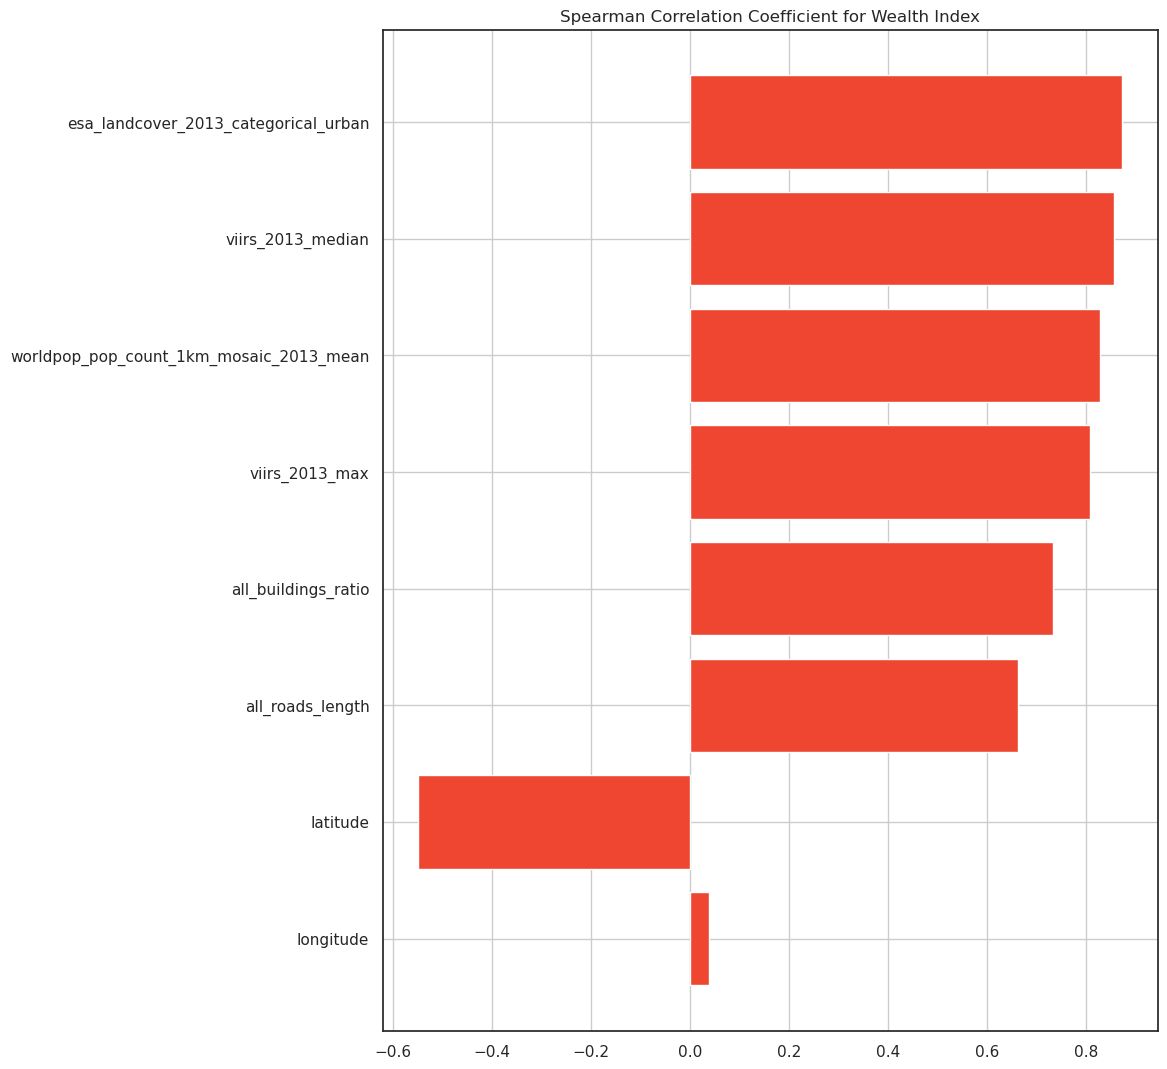 Spearman Correlation Coefficient for Wealth Index
esa_landcover_2013_categorical_urban
viirs_2013_median
worldpop_pop_count_1km_mosaic_2013_mean
viirs_2013_max
all_buildings_ratio
all_roads_length
latitude
longitude
−0.6 −0.4 −0.2 0.0 0.2 0.4 0.6 0.8